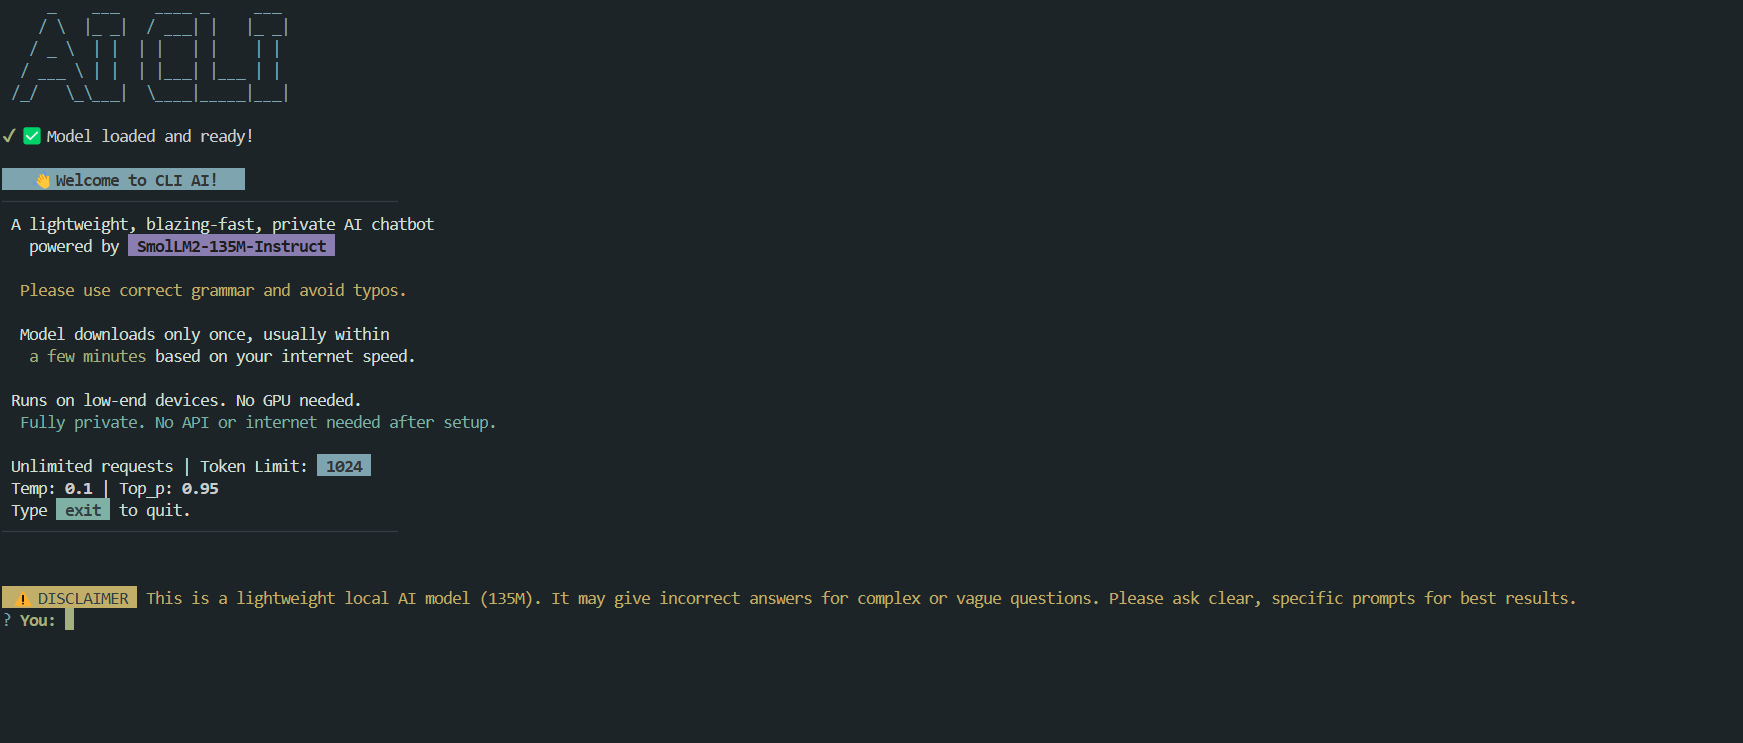 AI CLI
✔ ✅ Model loaded and ready!
👋 Welcome to CLI AI!
A lightweight, blazing-fast, private AI chatbot
powered by SmolLM2-135M-Instruct
Please use correct grammar and avoid typos.
Model downloads only once, usually within
a few minutes based on your internet speed.
Runs on low-end devices. No GPU needed.
Fully private. No API or internet needed after setup.
Unlimited requests | Token Limit: 1024
Temp: 0.1 | Top_p: 0.95
Type exit to quit.
⚠ DISCLAIMER This is a lightweight local AI model (135M). It may give incorrect answers for complex or vague questions. Please ask clear, specific prompts for best results.
? You: